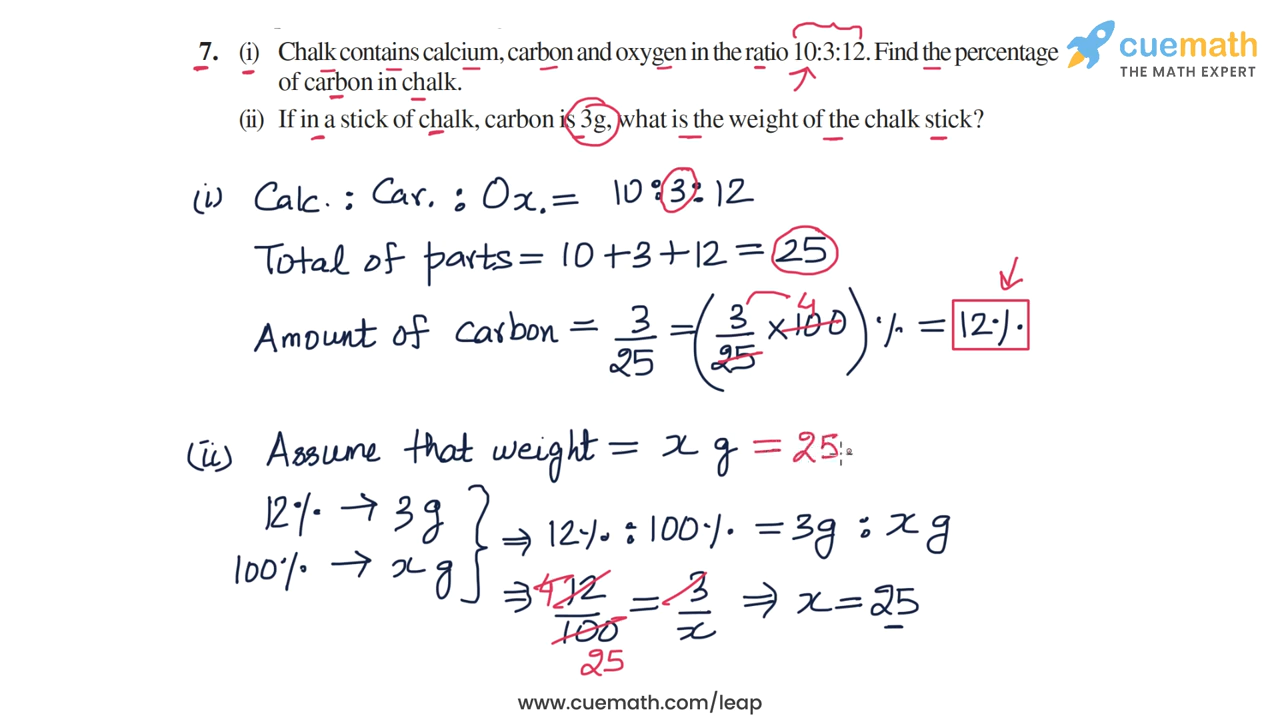 7. (i) Chalk contains calcium, carbon and oxygen in the ratio 10:3:12. Find the percentage
of carbon in chalk.
(ii) If in a stick of chalk, carbon is 3g, what is the weight of the chalk stick?
cuemath
THE MATH EXPERT
(i) Calc. : Car. : Ox. = 10:3:12
Total of parts = 10 + 3 + 12 = 25
Amount of carbon = 3/25 = (3/25 × 100) % = 12%
4
(ii) Assume that weight = x g = 25
12% → 3g
100% → x g
⇒ 12% : 100% = 3g : x g
⇒ 12/100 = 3/x ⇒ x = 25
4
25
www.cuemath.com/leap